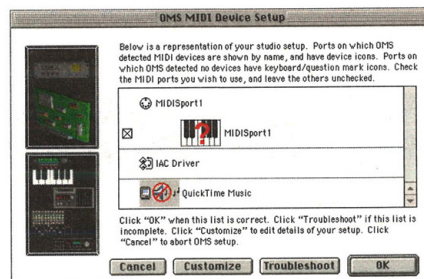 OMS MIDI Device Setup
Below is a representation of your studio setup. Ports on which OMS
detected MIDI devices are shown by name, and have device icons. Ports on
which OMS detected no devices have keyboard/question mark icons. Check
the MIDI ports you wish to use, and leave the others unchecked.
MIDISport1
?
MIDISport1
IAC Driver
QuickTime Music
Click “OK” when this list is correct. Click “Troubleshoot” if this list is
incomplete. Click “Customize” to edit details of your setup. Click
“Cancel” to abort OMS setup.
Cancel Customize Troubleshoot OK